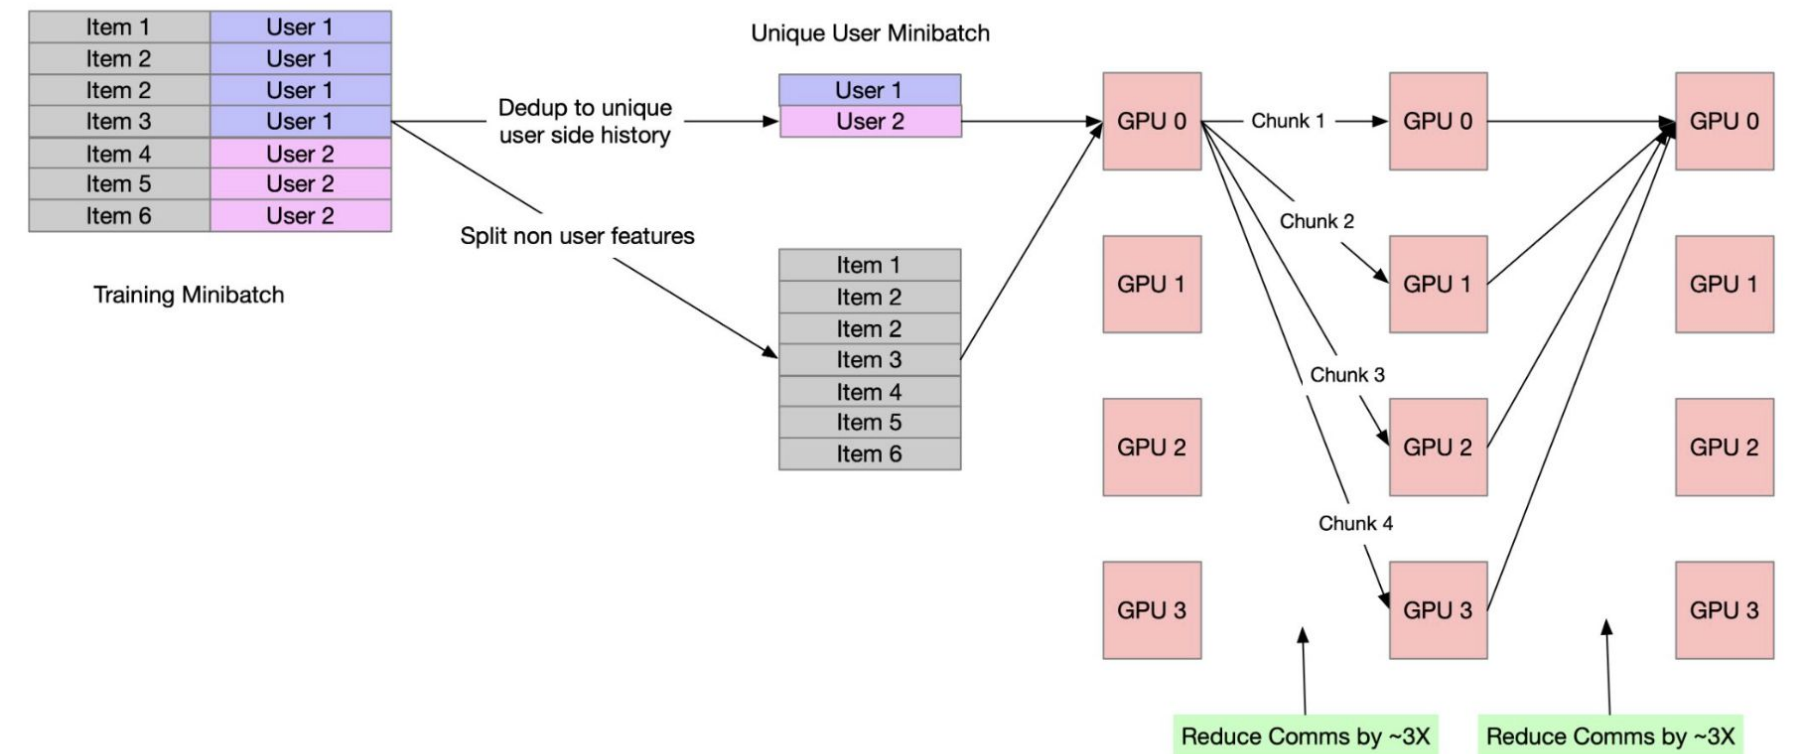 Item 1 User 1
Item 2 User 1
Item 2 User 1
Item 3 User 1
Item 4 User 2
Item 5 User 2
Item 6 User 2
Training Minibatch
Dedup to unique
user side history
Split non user features
Unique User Minibatch
User 1
User 2
Item 1
Item 2
Item 2
Item 3
Item 4
Item 5
Item 6
GPU 0
GPU 1
GPU 2
GPU 3
Chunk 1
Chunk 2
Chunk 3
Chunk 4
GPU 0
GPU 1
GPU 2
GPU 3
GPU 0
GPU 1
GPU 2
GPU 3
Reduce Comms by ~3X
Reduce Comms by ~3X